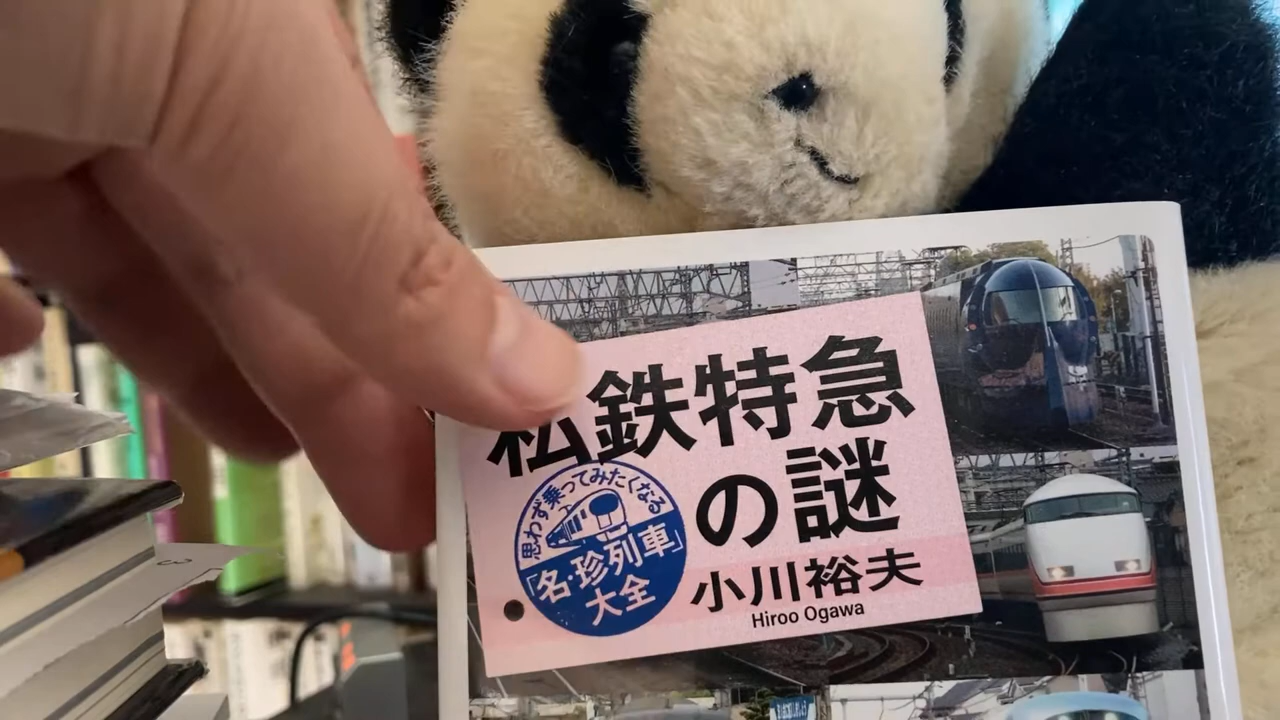 私鉄特急
の謎
思わず乗ってみたくなる
「名・珍列車」
大全
小川裕夫
Hiroo Ogawa
3